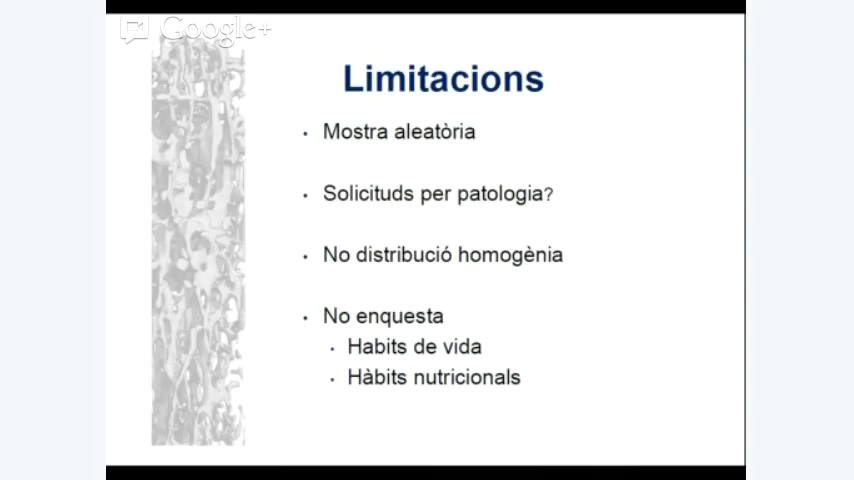 Google+
Limitacions
Mostra aleatòria
Solicituds per patologia?
No distribució homogènia
No enquesta
Habits de vida
Hàbits nutricionals